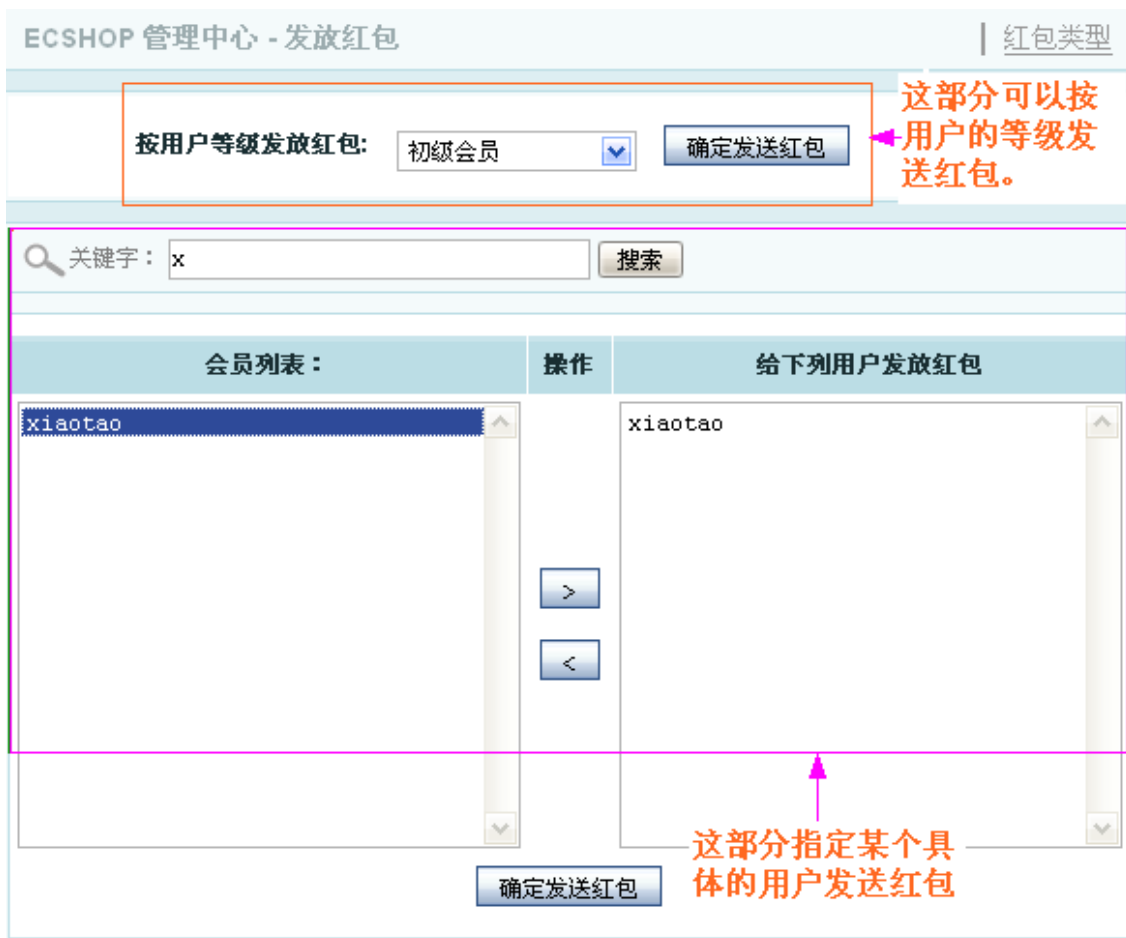 ECSHOP 管理中心 - 发放红包
红包类型
这部分可以按
用户的等级发
送红包。
按用户等级发放红包:
初级会员
确定发送红包
关键字：
x
搜索
会员列表：
操作
给下列用户发放红包
xiaotao
xiaotao
>
<
这部分指定某个具
体的用户发送红包
确定发送红包